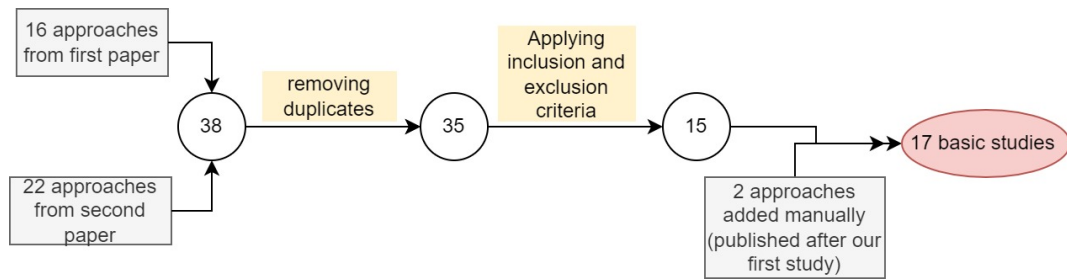 16 approaches
from first paper
22 approaches
from second
paper
38
removing
duplicates
35
Applying
inclusion and
exclusion
criteria
15
2 approaches
added manually
(published after our
first study)
17 basic studies